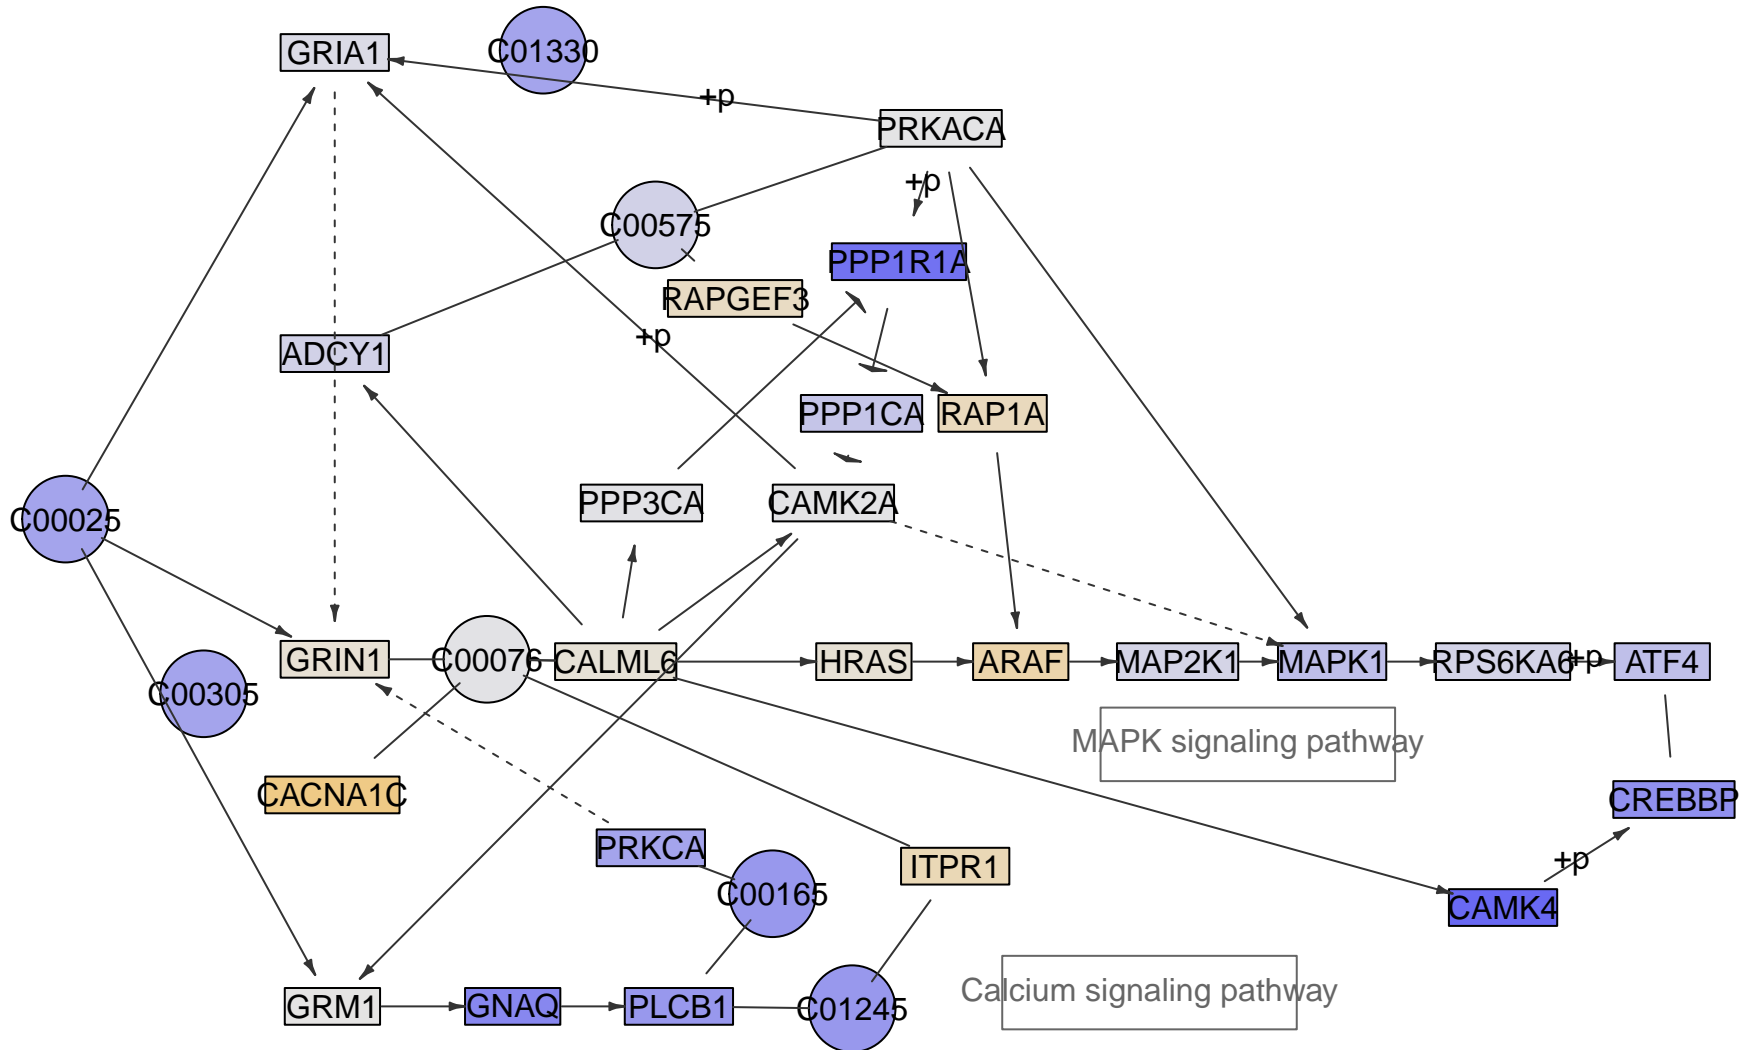 GRIA1
C01330
+p
PRKACA
+p
C00575
PPP1R1A
RAPGEF3
+p
ADCY1
PPP1CA
RAP1A
PPP3CA
CAMK2A
C00025
GRIN1
C00076
CALML6
HRAS
ARAF
MAP2K1
MAPK1
RPS6KA6
+p
ATF4
C00305
MAPK signaling pathway
CACNA1C
CREBBP
PRKCA
ITPR1
+p
C00165
CAMK4
Calcium signaling pathway
GRM1
GNAQ
PLCB1
C01245